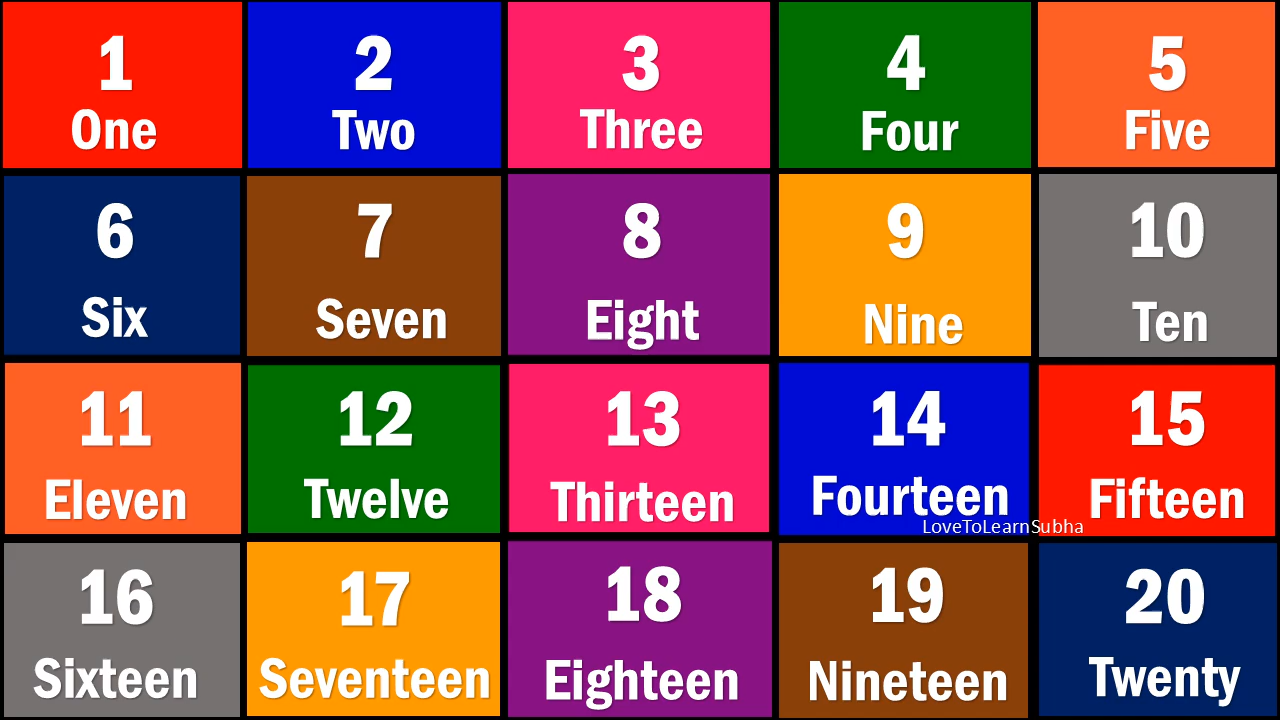 1 2 3 4 5
One Two Three Four Five
6 7 8 9 10
Six Seven Eight Nine Ten
11 12 13 14 15
Eleven Twelve Thirteen Fourteen Fifteen
LoveToLearnSubha
16 17 18 19 20
Sixteen Seventeen Eighteen Nineteen Twenty